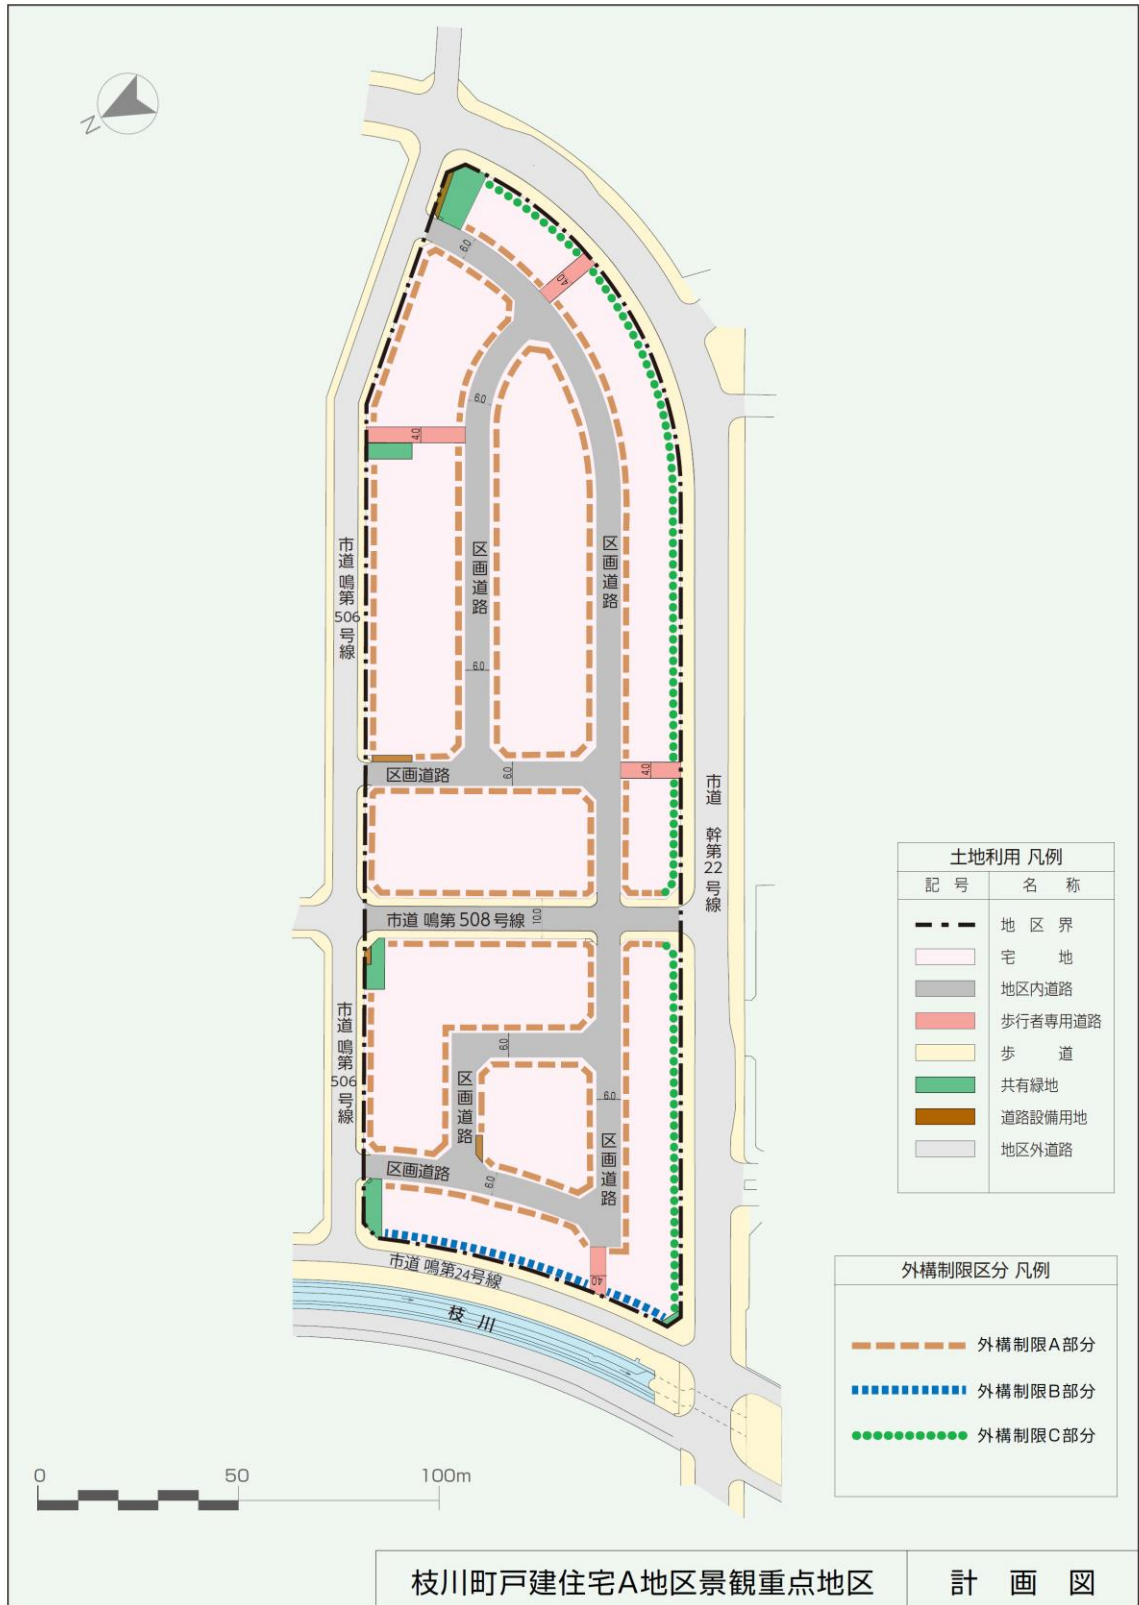 N
6.0
4.0
6.0
4.0
市道 鳴第506号線
区画道路
区画道路
6.0
区画道路
6.0
4.0
市道 幹第22号線
市道 鳴第508号線
10.0
市道 鳴第506号線
6.0
区画道路
6.0
区画道路
区画道路
6.0
4.0
市道 鳴第24号線
枝川
土地利用 凡例
記号 名称
地区界
宅地
地区内道路
歩行者専用道路
歩道
共有緑地
道路設備用地
地区外道路
外構制限区分 凡例
外構制限A部分
外構制限B部分
外構制限C部分
0 50 100m
枝川町戸建住宅A地区景観重点地区 計画図